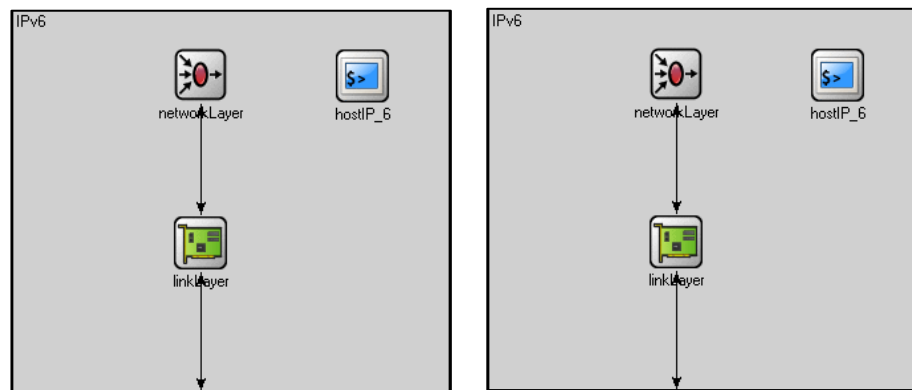 IPv6
networkLayer
hostIP_6
linkLayer
IPv6
networkLayer
hostIP_6
linkLayer